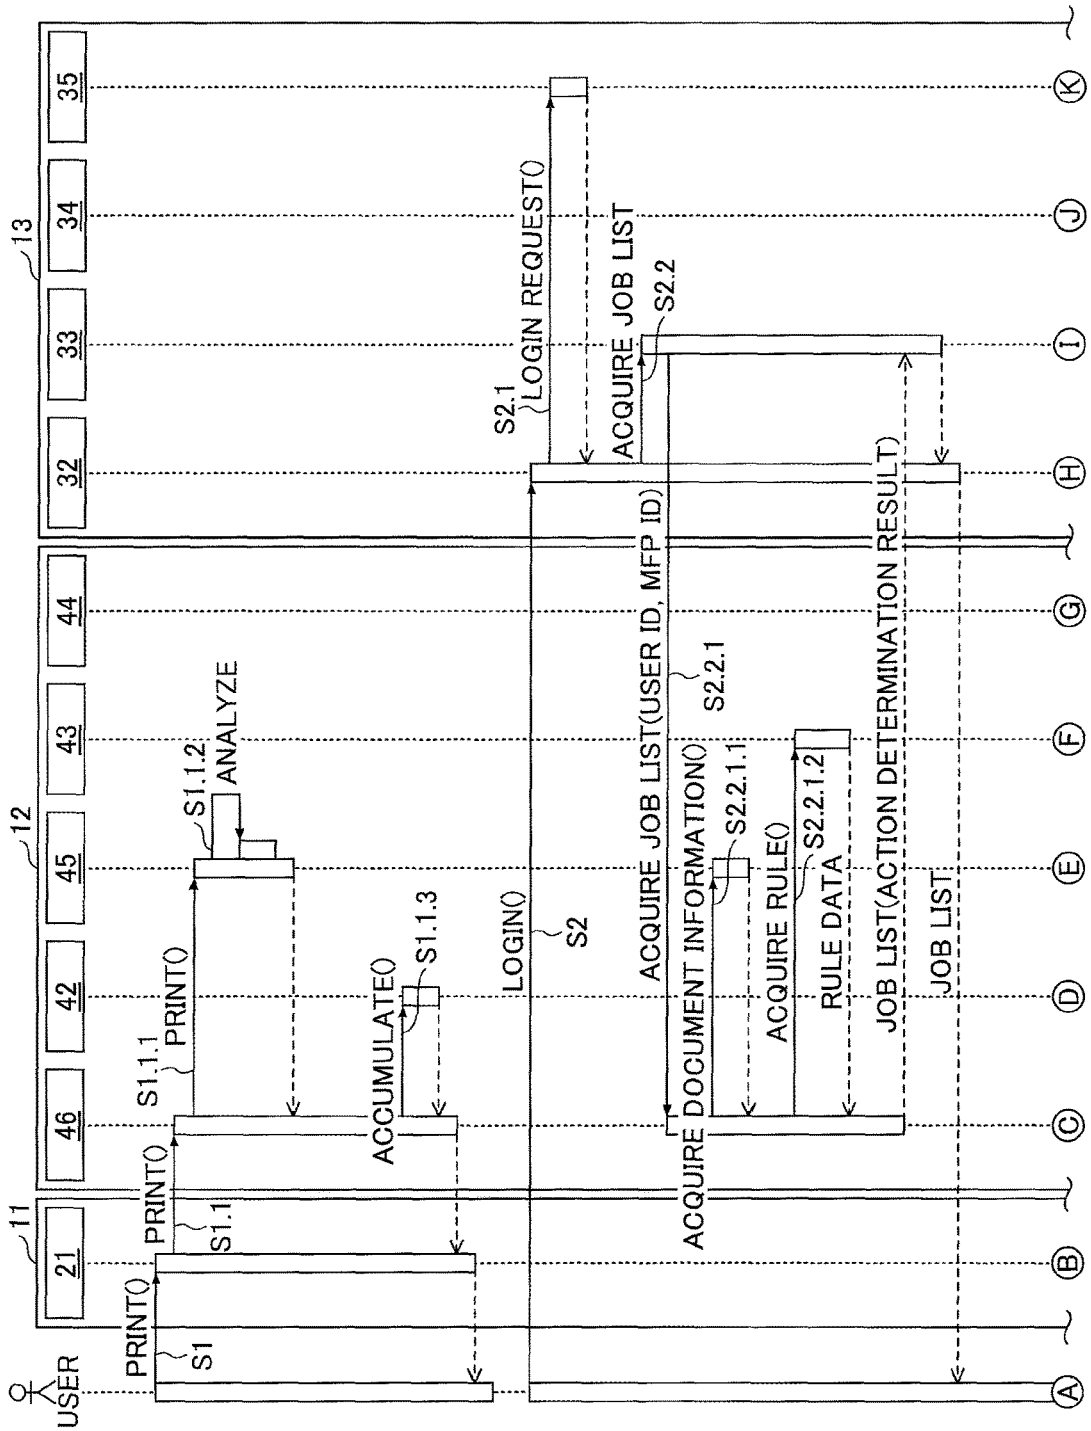 11
12
13
USER
21
46
42
45
43
44
32
33
34
35
PRINT()
S1
PRINT()
S1.1
S1.1.1
PRINT()
S1.1.2
ANALYZE
ACCUMULATE()
S1.1.3
LOGIN()
S2
S2.1
LOGIN REQUEST()
ACQUIRE JOB LIST
S2.2
ACQUIRE JOB LIST(USER ID, MFP ID)
S2.2.1
ACQUIRE DOCUMENT INFORMATION()
S2.2.1.1
ACQUIRE RULE()
S2.2.1.2
RULE DATA
JOB LIST(ACTION DETERMINATION RESULT)
JOB LIST
A
B
C
D
E
F
G
H
I
J
K